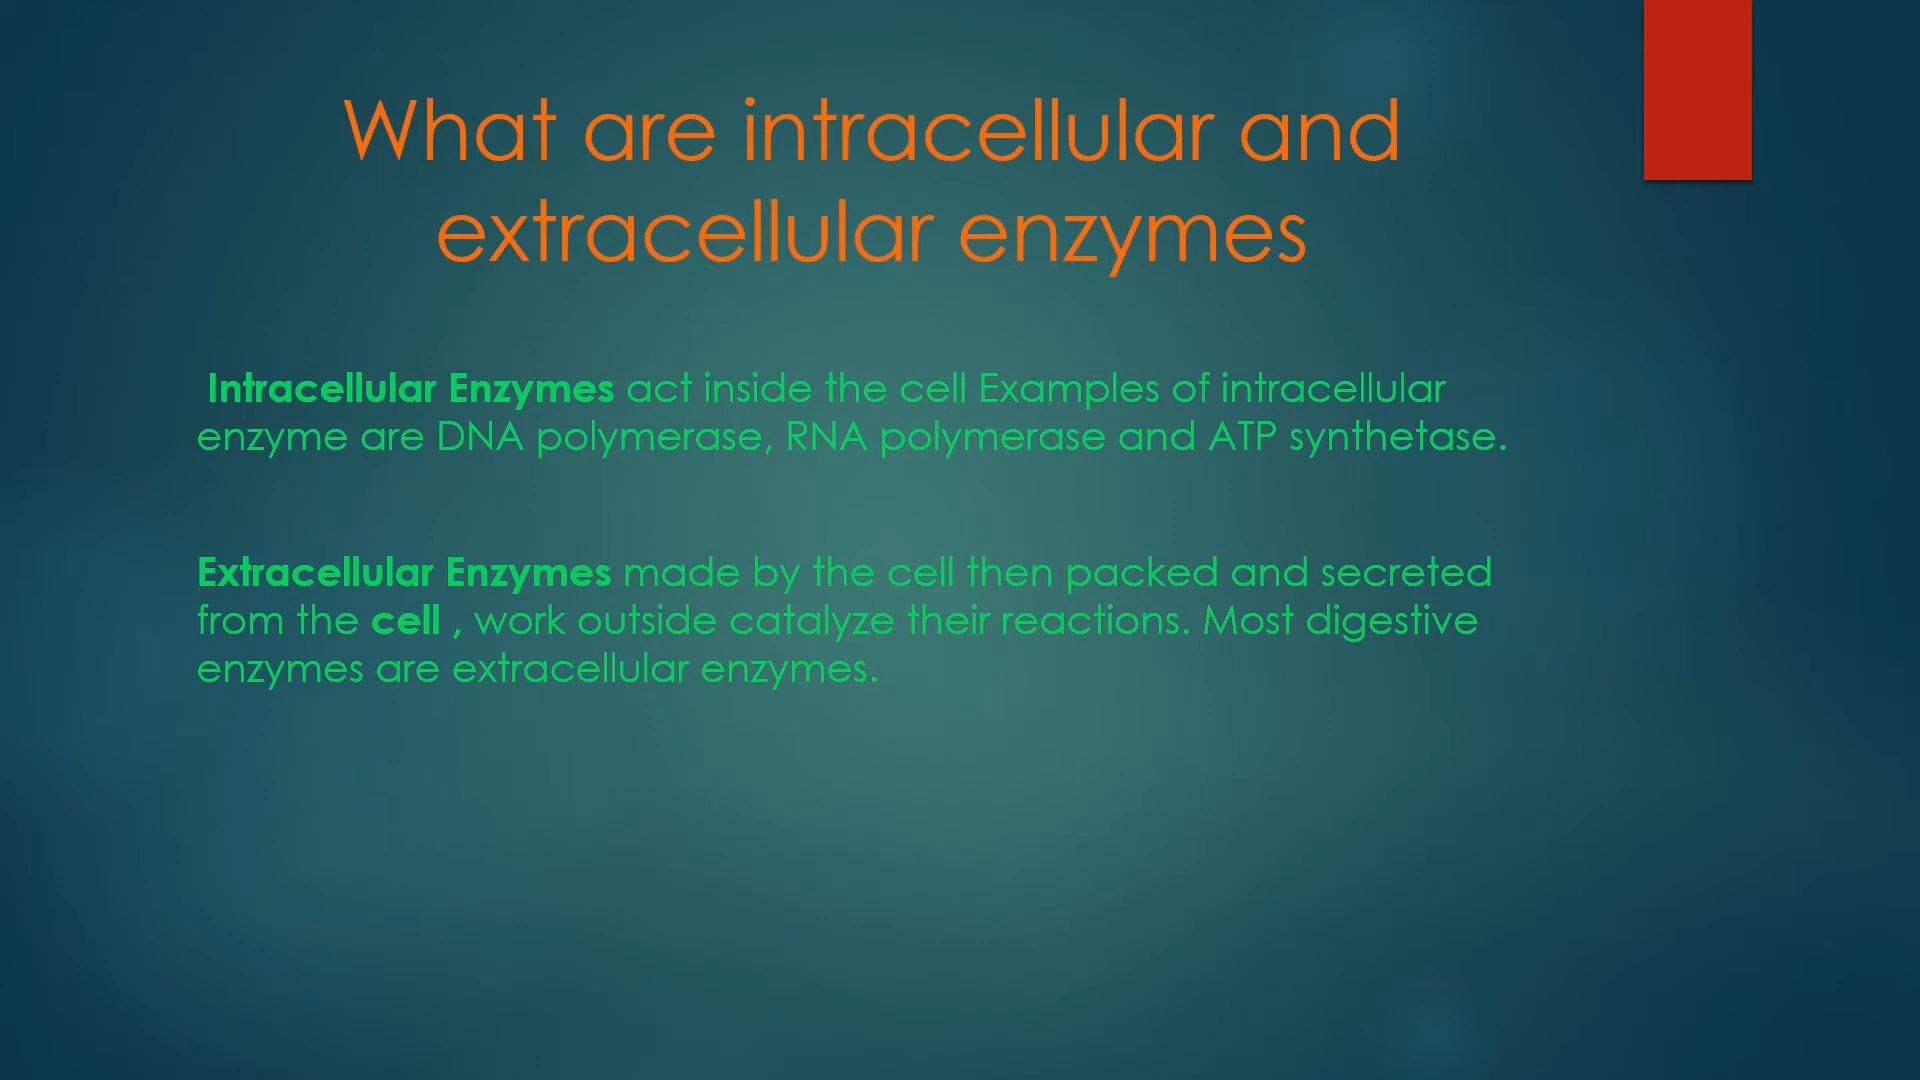 What are intracellular and
extracellular enzymes
Intracellular Enzymes act inside the cell Examples of intracellular
enzyme are DNA polymerase, RNA polymerase and ATP synthetase.
Extracellular Enzymes made by the cell then packed and secreted
from the cell , work outside catalyze their reactions. Most digestive
enzymes are extracellular enzymes.